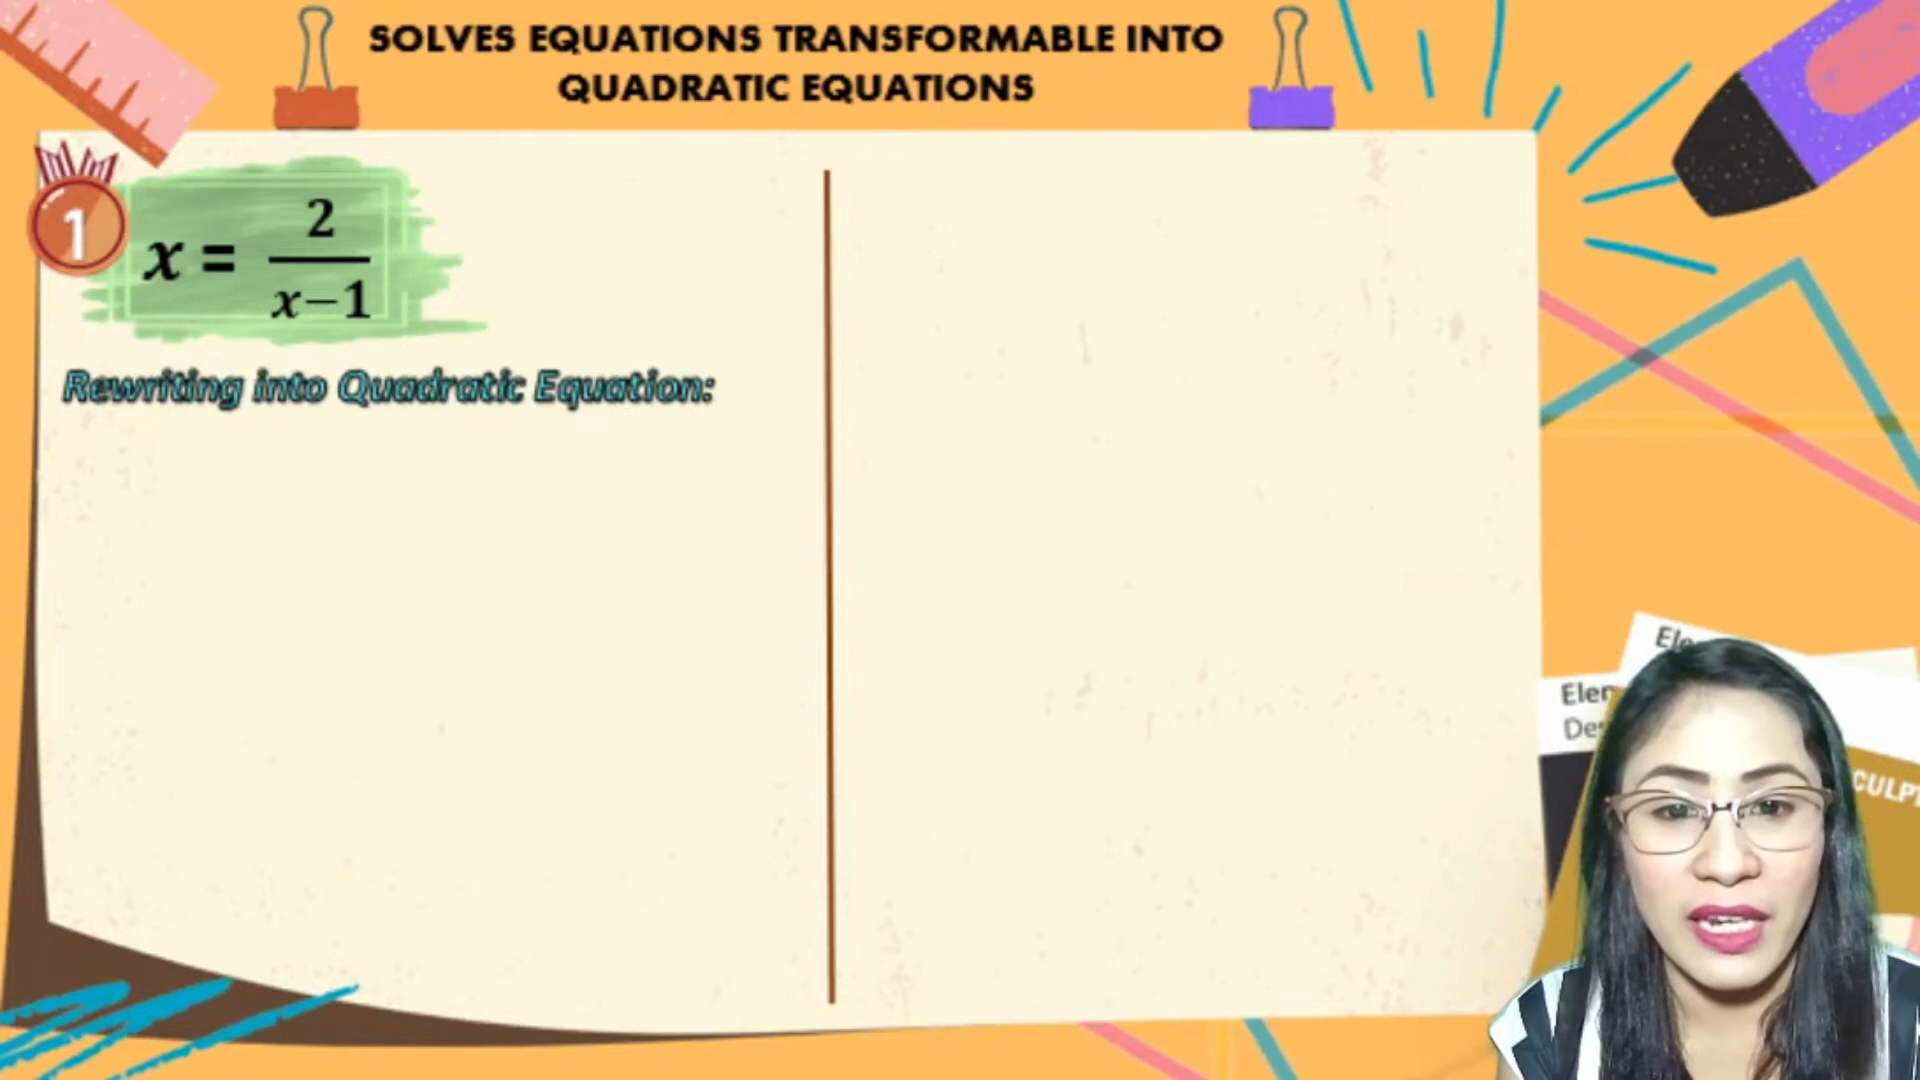 SOLVES EQUATIONS TRANSFORMABLE INTO
QUADRATIC EQUATIONS
1
x = 2/(x−1)
Rewriting into Quadratic Equation: